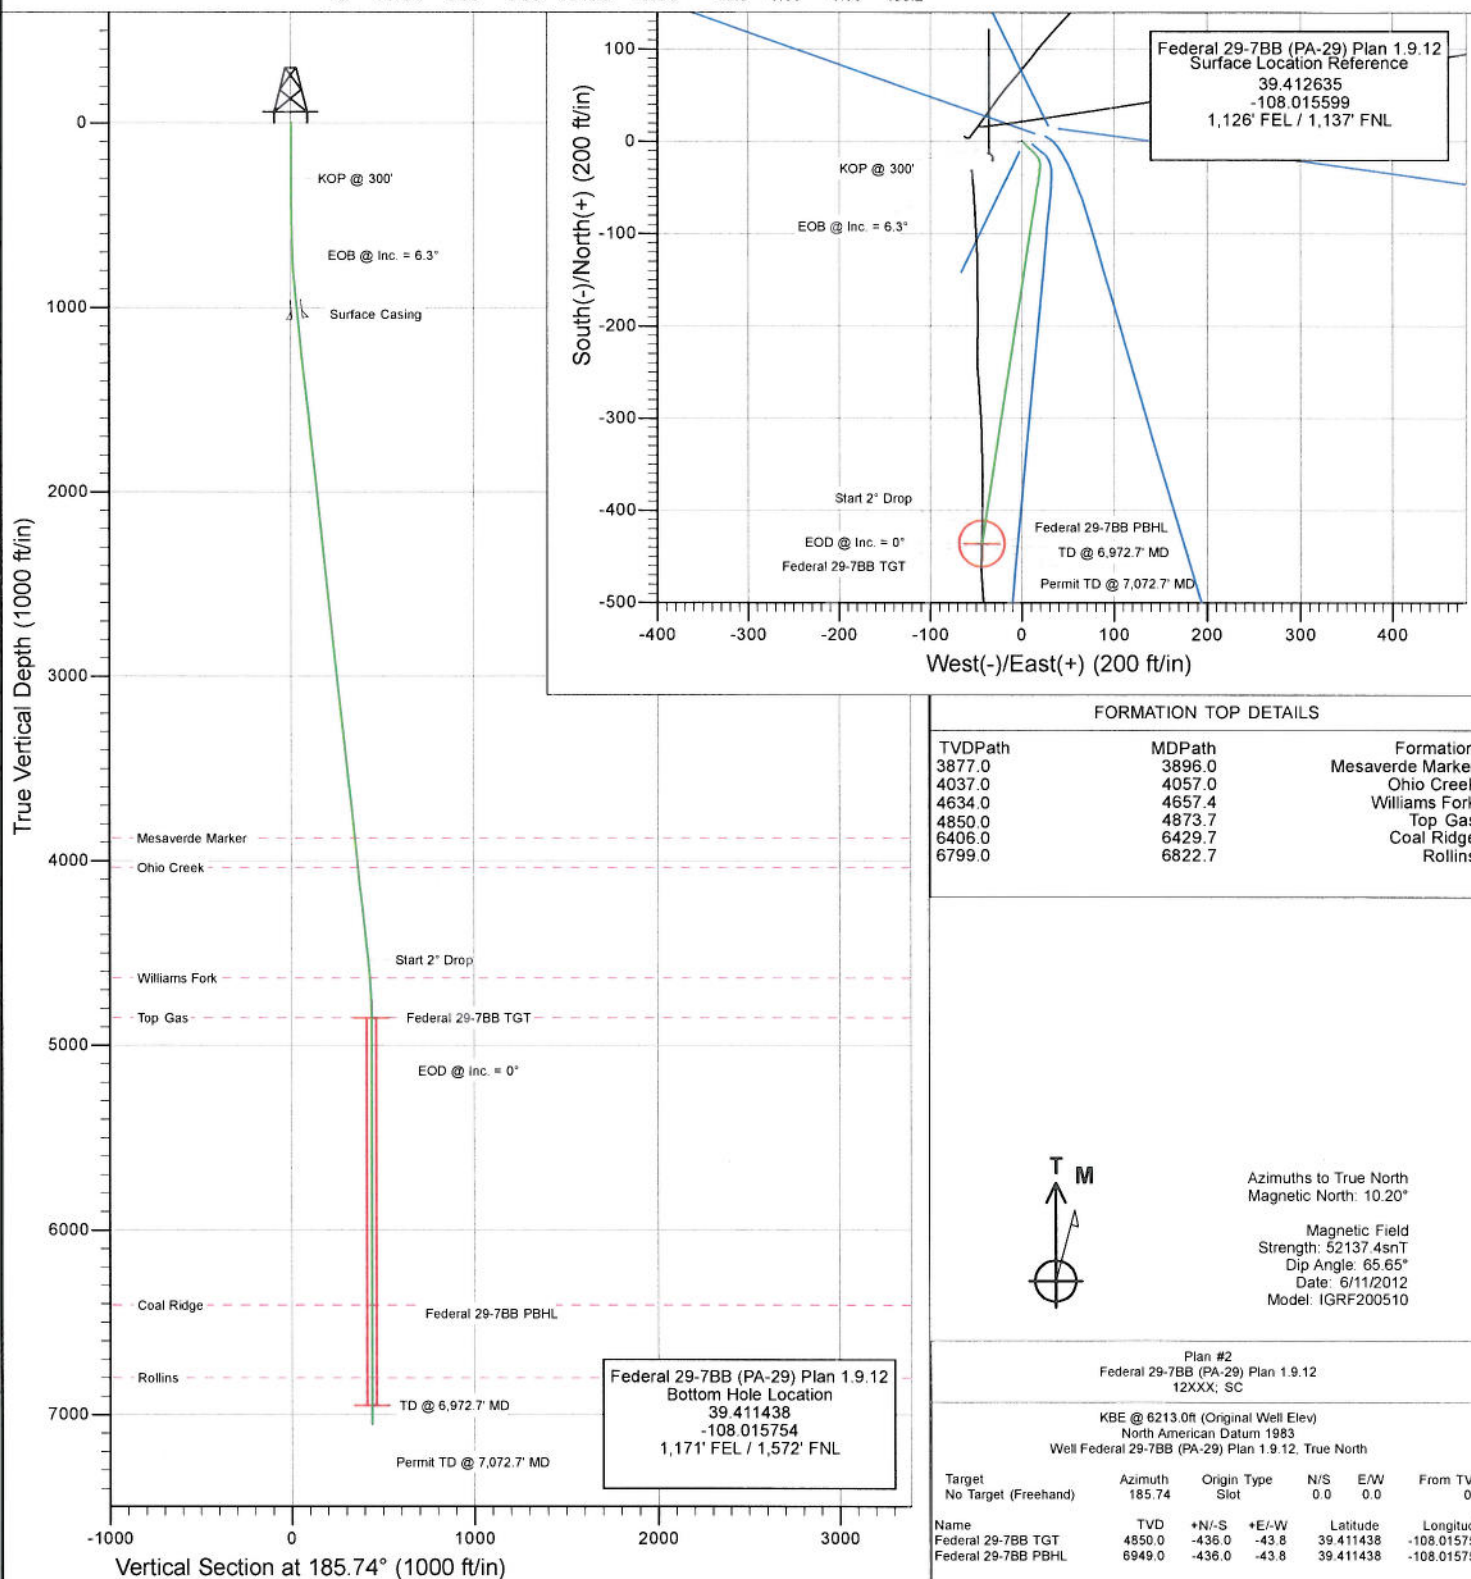 100
0
-100
-200
-300
-400
-500
South(-)/North(+) (200 ft/in)
KOP @ 300'
EOB @ Inc. = 6.3°
Start 2° Drop
EOD @ Inc. = 0°
Federal 29-7BB TGT
Federal 29-7BB PBHL
TD @ 6,972.7' MD
Permit TD @ 7,072.7' MD
-400 -300 -200 -100 0 100 200 300 400
West(-)/East(+) (200 ft/in)
Federal 29-7BB (PA-29) Plan 1.9.12
Surface Location Reference
39.412635
-108.015599
1,126' FEL / 1,137' FNL
True Vertical Depth (1000 ft/in)
0
1000
2000
3000
4000
5000
6000
7000
KOP @ 300'
EOB @ Inc. = 6.3°
Surface Casing
Mesaverde Marker
Ohio Creek
Start 2° Drop
Williams Fork
Top Gas
Federal 29-7BB TGT
EOD @ Inc. = 0°
Coal Ridge
Federal 29-7BB PBHL
Rollins
TD @ 6,972.7' MD
Permit TD @ 7,072.7' MD
-1000 0 1000 2000 3000
Vertical Section at 185.74° (1000 ft/in)
Federal 29-7BB (PA-29) Plan 1.9.12
Bottom Hole Location
39.411438
-108.015754
1,171' FEL / 1,572' FNL
FORMATION TOP DETAILS
TVDPath MDPath Formation
3877.0 3896.0 Mesaverde Marke
4037.0 4057.0 Ohio Creek
4634.0 4657.4 Williams Fork
4850.0 4873.7 Top Gas
6406.0 6429.7 Coal Ridge
6799.0 6822.7 Rollins
T M
Azimuths to True North
Magnetic North: 10.20°
Magnetic Field
Strength: 52137.4snT
Dip Angle: 65.65°
Date: 6/11/2012
Model: IGRF200510
Plan #2
Federal 29-7BB (PA-29) Plan 1.9.12
12XXX; SC
KBE @ 6213.0ft (Original Well Elev)
North American Datum 1983
Well Federal 29-7BB (PA-29) Plan 1.9.12, True North
Target Azimuth Origin Type N/S E/W From TV
No Target (Freehand) 185.74 Slot 0.0 0.0 0
Name TVD +N/-S +E/-W Latitude Longitud
Federal 29-7BB TGT 4850.0 -436.0 -43.8 39.411438 -108.01575
Federal 29-7BB PBHL 6949.0 -436.0 -43.8 39.411438 -108.01575